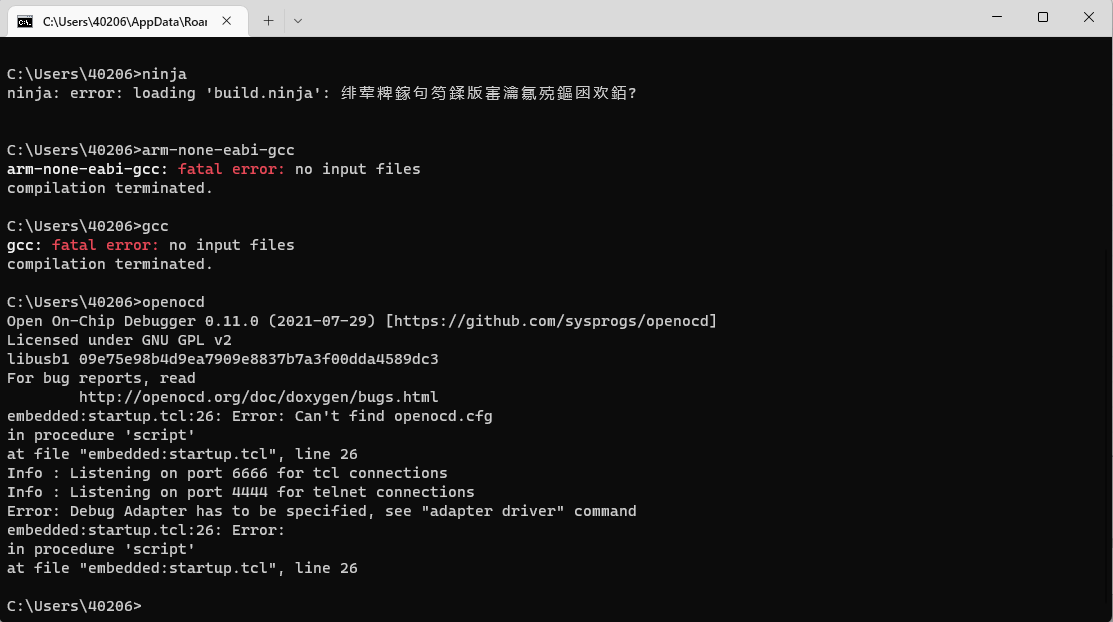 C:\Users\40206\AppData\Roar
C:\Users\40206>ninja
ninja: error: loading 'build.ninja': 绯荤粺鎵句笉鍒版寚瀹氱殑鏂囦欢銆?
C:\Users\40206>arm-none-eabi-gcc
arm-none-eabi-gcc: fatal error: no input files
compilation terminated.
C:\Users\40206>gcc
gcc: fatal error: no input files
compilation terminated.
C:\Users\40206>openocd
Open On-Chip Debugger 0.11.0 (2021-07-29) [https://github.com/sysprogs/openocd]
Licensed under GNU GPL v2
libusb1 09e75e98b4d9ea7909e8837b7a3f00dda4589dc3
For bug reports, read
http://openocd.org/doc/doxygen/bugs.html
embedded:startup.tcl:26: Error: Can't find openocd.cfg
in procedure 'script'
at file "embedded:startup.tcl", line 26
Info : Listening on port 6666 for tcl connections
Info : Listening on port 4444 for telnet connections
Error: Debug Adapter has to be specified, see "adapter driver" command
embedded:startup.tcl:26: Error:
in procedure 'script'
at file "embedded:startup.tcl", line 26
C:\Users\40206>